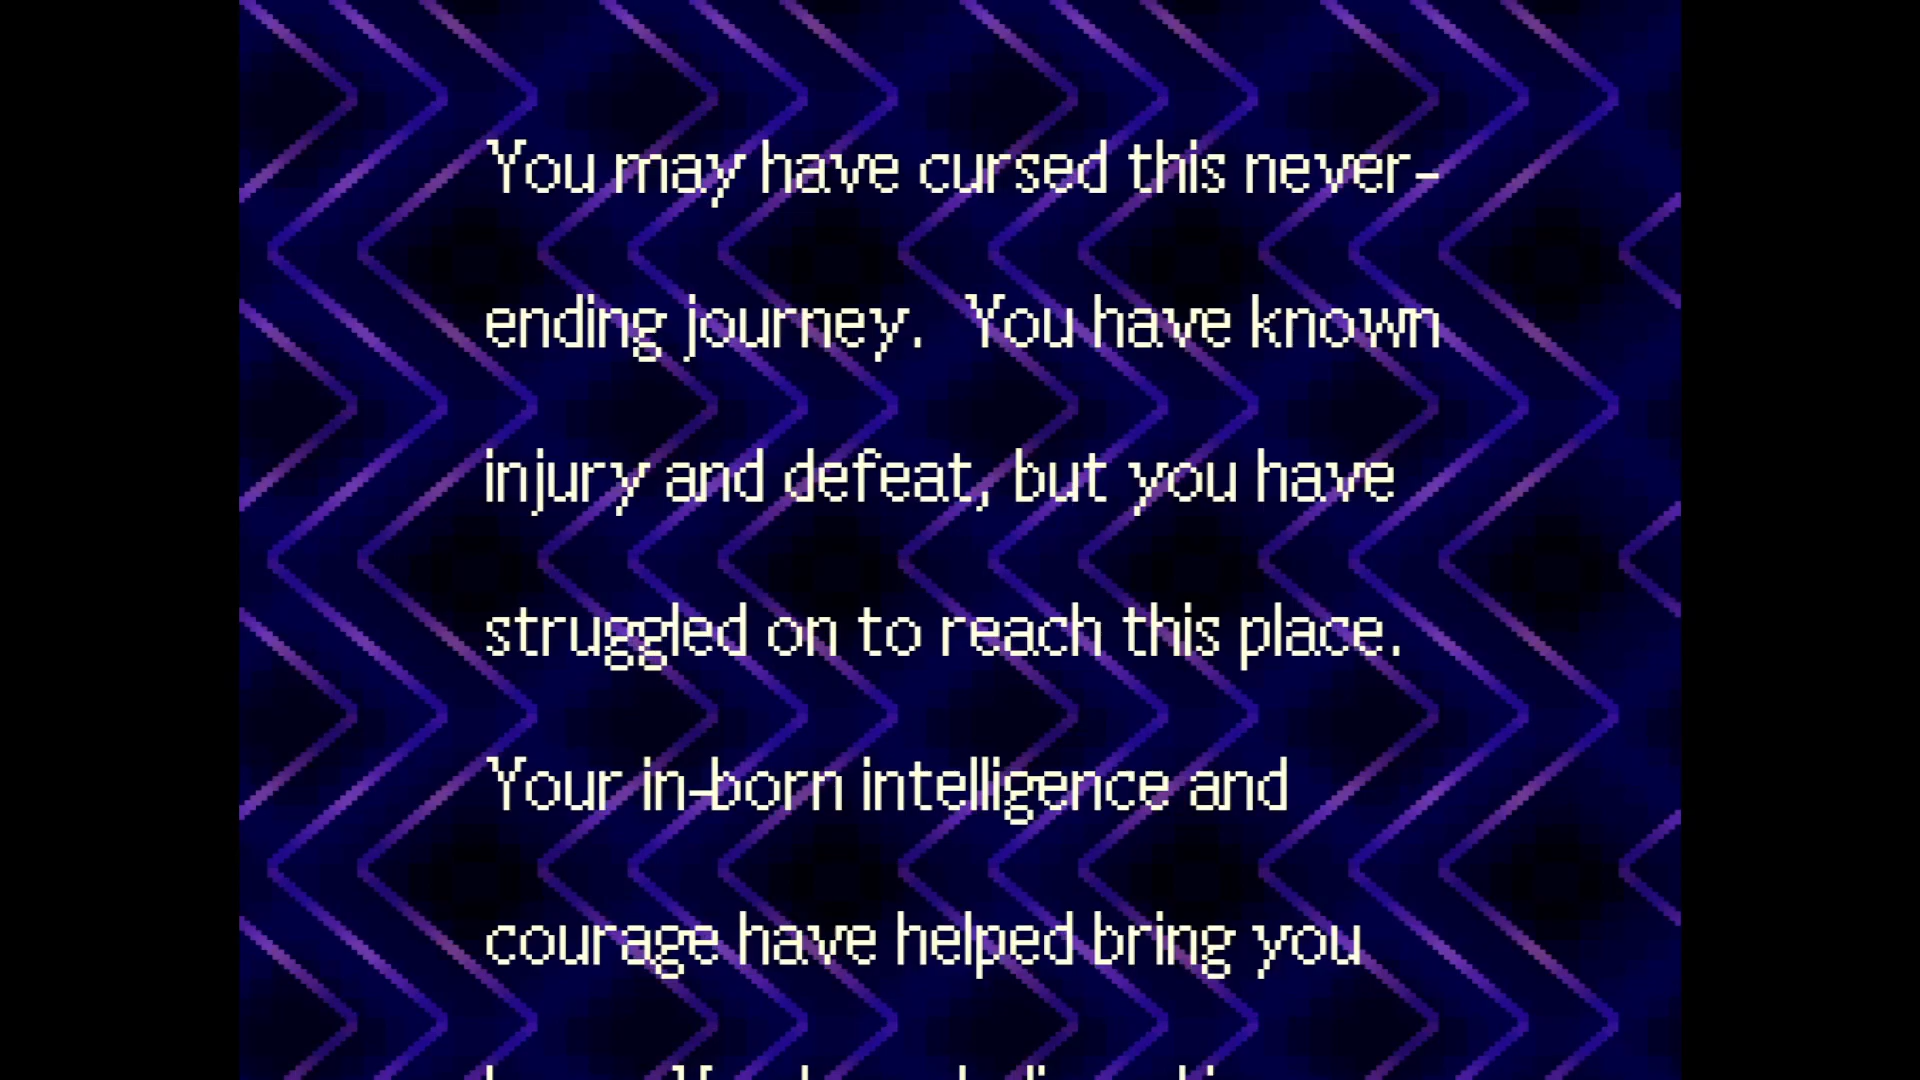 You may have cursed this never-
ending journey.  You have known
injury and defeat, but you have
struggled on to reach this place.
Your in-born intelligence and
courage have helped bring you